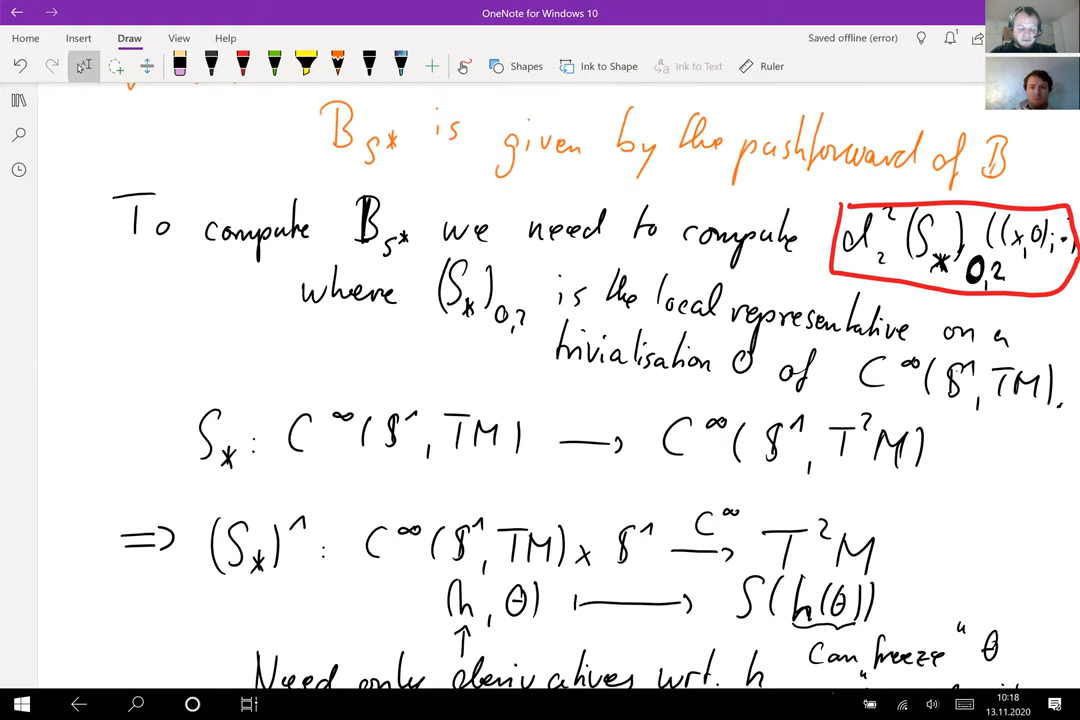 OneNote for Windows 10
Home Insert Draw View Help
Saved offline (error)
Shapes Ink to Shape Ink to Text Ruler
B_{S*} is given by the pushforward of B
To compute B_{S*} we need to compute d_2^2 (S_*)_{0,2} ((x,0);·,
where (S_*)_{0,2} is the local representative on a
trivialisation O of C^∞(𝕊^1, TM).
S_*: C^∞(𝕊^1, TM) ⟶ C^∞(𝕊^1, T^2M)
⟹ (S_*)^∧: C^∞(𝕊^1, TM) × 𝕊^1 ⟶^{C^∞} T^2M
(h, θ) ⟼ S(h(θ))
can "freeze" θ
Need only derivatives wrt. h
10:18
13.11.2020